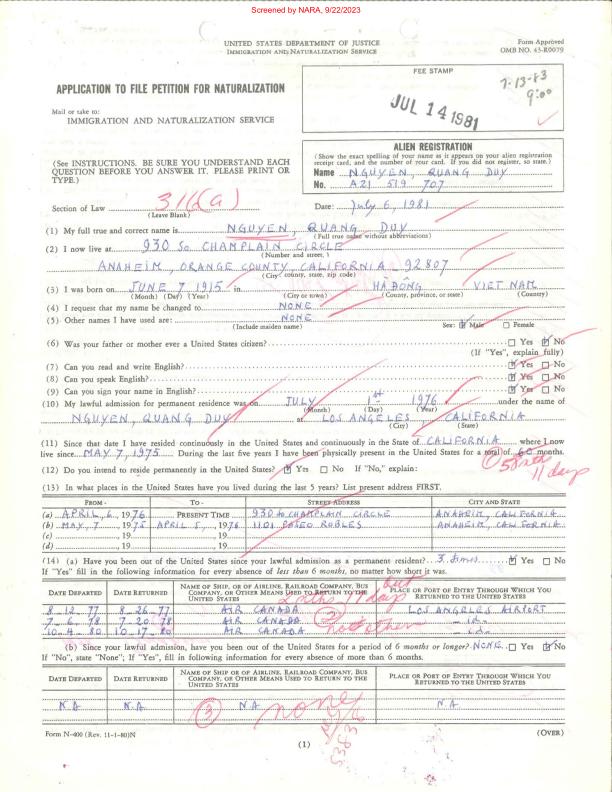 Screened by NARA, 9/22/2023
UNITED STATES DEPARTMENT OF JUSTICE
IMMIGRATION AND NATURALIZATION SERVICE
Form Approved
OMB NO. 43-R0079
APPLICATION TO FILE PETITION FOR NATURALIZATION
FEE STAMP
7-13-83
9:00
JUL 14 1981
Mail or take to:
IMMIGRATION AND NATURALIZATION SERVICE
ALIEN REGISTRATION
(Show the exact spelling of your name as it appears on your alien registration
receipt card, and the number of your card. If you did not register, so state.)
Name NGUYEN, QUANG DUY
No. A21 519 707
(See INSTRUCTIONS. BE SURE YOU UNDERSTAND EACH
QUESTION BEFORE YOU ANSWER IT. PLEASE PRINT OR
TYPE.)
Section of Law 316(a)
(Leave Blank)
Date: July 6, 1981
(1) My full true and correct name is NGUYEN, QUANG DUY
(Full true name without abbreviations)
(2) I now live at 930 So. CHAMPLAIN CIRCLE
(Number and street,)
ANAHEIM, ORANGE COUNTY, CALIFORNIA - 92807
(City, county, state, zip code)
(3) I was born on JUNE 7 1915 in HÀ ĐÔNG VIET NAM
(Month) (Day) (Year) (City or town) (County, province, or state) (Country)
(4) I request that my name be changed to NONE
(5) Other names I have used are: NONE
(Include maiden name) Sex: Male Female
(6) Was your father or mother ever a United States citizen? Yes No
(If "Yes", explain fully)
(7) Can you read and write English? Yes No
(8) Can you speak English? Yes No
(9) Can you sign your name in English? Yes No
(10) My lawful admission for permanent residence was on JULY 1st 1976 under the name of
(Month) (Day) (Year)
NGUYEN, QUANG DUY at LOS ANGELES, CALIFORNIA
(City) (State)
(11) Since that date I have resided continuously in the United States and continuously in the State of CALIFORNIA where I now
live since MAY 7, 1975 During the last five years I have been physically present in the United States for a total of 60 months.
① 58 mth
11 days
(12) Do you intend to reside permanently in the United States? Yes No If "No," explain:
(13) In what places in the United States have you lived during the last 5 years? List present address FIRST.
FROM - TO - STREET ADDRESS CITY AND STATE
(a) APRIL, 6, 1976 PRESENT TIME 930 So CHAMPLAIN CIRCLE ANAHEIM, CALIFORNIA
(b) MAY, 7 1975 APRIL 5, 1976 1101 PASEO ROBLES ANAHEIM, CALIFORNIA
(c) 19 19
(d) 19 19
(14) (a) Have you been out of the United States since your lawful admission as a permanent resident? 3 times Yes No
If "Yes" fill in the following information for every absence of less than 6 months, no matter how short it was.
DATE DEPARTED DATE RETURNED NAME OF SHIP, OR OF AIRLINE, RAILROAD COMPANY, BUS COMPANY, OR OTHER MEANS USED TO RETURN TO THE UNITED STATES PLACE OR PORT OF ENTRY THROUGH WHICH YOU RETURNED TO THE UNITED STATES
8-12-77 8-26-77 AIR CANADA LOS ANGELES AIRPORT
7-6-78 7-20-78 AIR CANADA - id -
10-4-80 10-17-80 AIR CANADA - id -
out
11 days
②
no other
(b) Since your lawful admission, have you been out of the United States for a period of 6 months or longer? NONE Yes No
If "No", state "None"; If "Yes", fill in following information for every absence of more than 6 months.
DATE DEPARTED DATE RETURNED NAME OF SHIP, OR OF AIRLINE, RAILROAD COMPANY, BUS COMPANY, OR OTHER MEANS USED TO RETURN TO THE UNITED STATES PLACE OR PORT OF ENTRY THROUGH WHICH YOU RETURNED TO THE UNITED STATES
N.A. N.A. N.A. N.A.
③ none
Form N-400 (Rev. 11-1-80)N
(1)
(OVER)